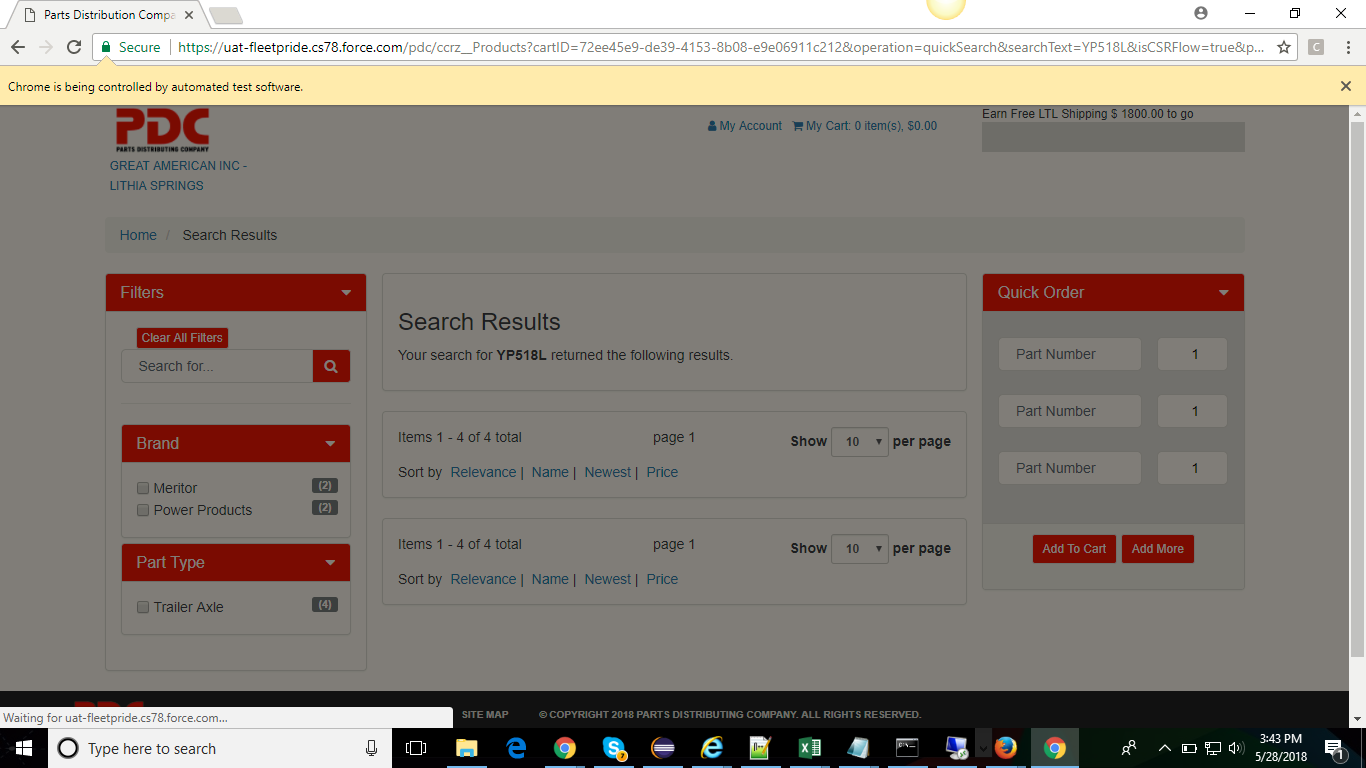 Parts Distribution Compa
Secure
https://uat-fleetpride.cs78.force.com/pdc/ccrz__Products?cartID=72ee45e9-de39-4153-8b08-e9e06911c212&operation=quickSearch&searchText=YP518L&isCSRFlow=true&p...
C
Chrome is being controlled by automated test software.
PDC
PARTS DISTRIBUTING COMPANY
GREAT AMERICAN INC -
LITHIA SPRINGS
My Account My Cart: 0 item(s), $0.00
Earn Free LTL Shipping $ 1800.00 to go
Home / Search Results
Filters
Clear All Filters
Search for...
Brand
Meritor (2)
Power Products (2)
Part Type
Trailer Axle (4)
Search Results
Your search for YP518L returned the following results.
Items 1 - 4 of 4 total page 1 Show 10 per page
Sort by Relevance | Name | Newest | Price
Items 1 - 4 of 4 total page 1 Show 10 per page
Sort by Relevance | Name | Newest | Price
Quick Order
Part Number 1
Part Number 1
Part Number 1
Add To Cart Add More
SITE MAP © COPYRIGHT 2018 PARTS DISTRIBUTING COMPANY. ALL RIGHTS RESERVED.
Waiting for uat-fleetpride.cs78.force.com...
Type here to search
3:43 PM
5/28/2018
1